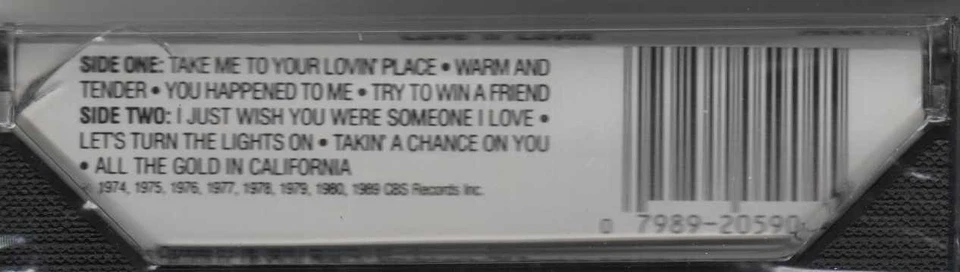 SIDE ONE: TAKE ME TO YOUR LOVIN' PLACE • WARM AND
TENDER • YOU HAPPENED TO ME • TRY TO WIN A FRIEND
SIDE TWO: I JUST WISH YOU WERE SOMEONE I LOVE •
LET'S TURN THE LIGHTS ON • TAKIN' A CHANCE ON YOU
• ALL THE GOLD IN CALIFORNIA
1974, 1975, 1976, 1977, 1978, 1979, 1980, 1989 CBS Records Inc.
0 7989-20590